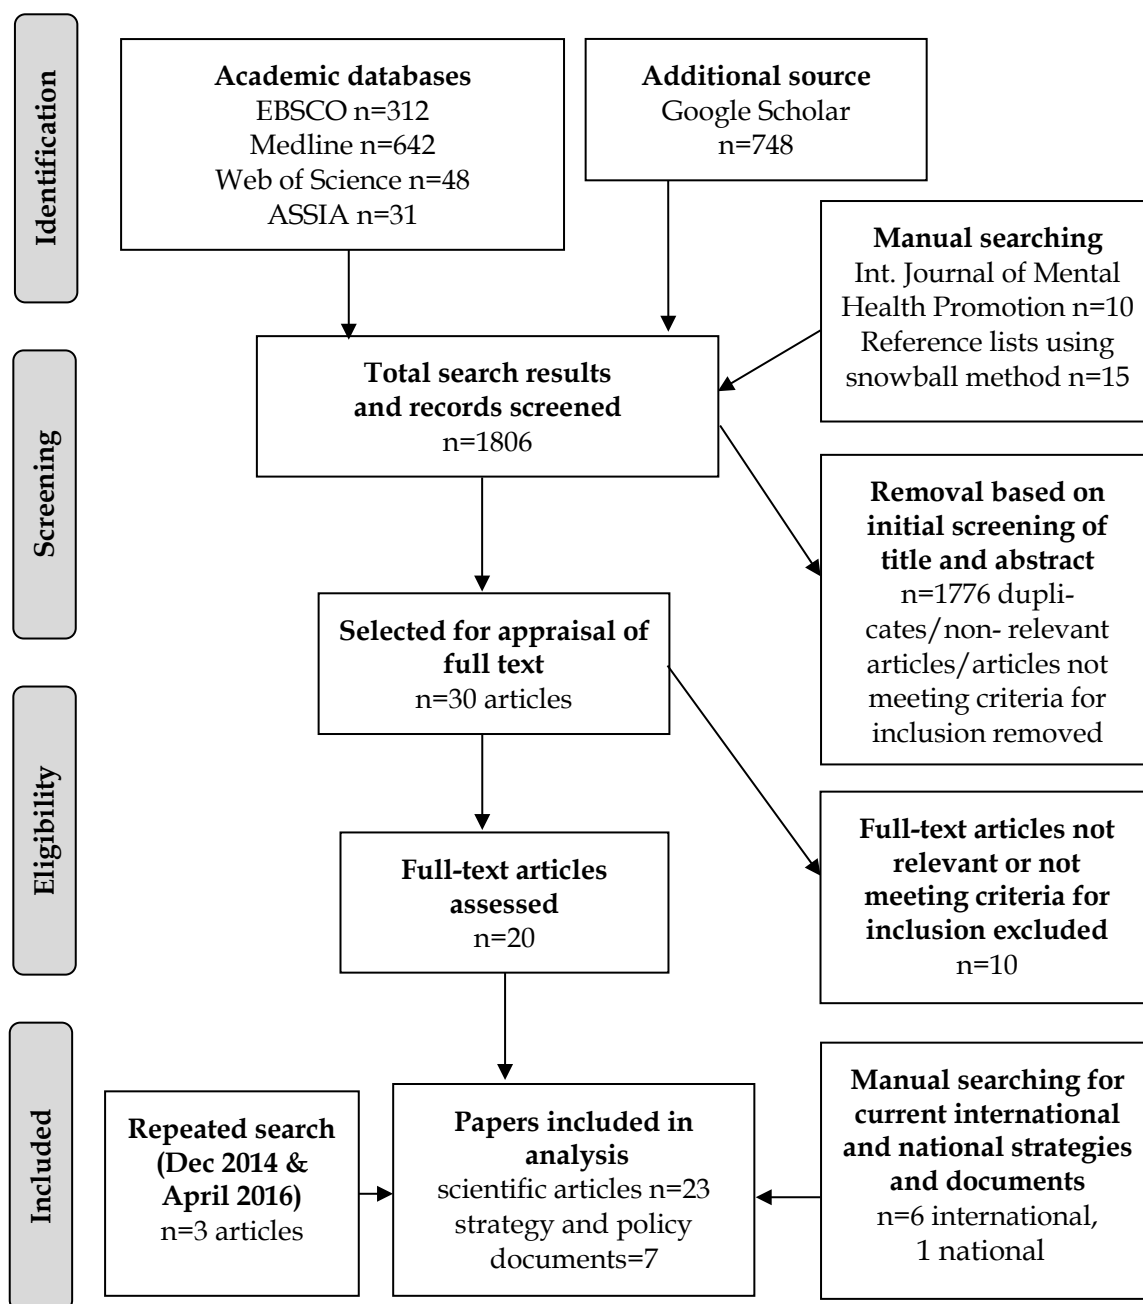 Identification
Academic databases
EBSCO n=312
Medline n=642
Web of Science n=48
ASSIA n=31
Additional source
Google Scholar
n=748
Manual searching
Int. Journal of Mental
Health Promotion n=10
Reference lists using
snowball method n=15
Screening
Total search results
and records screened
n=1806
Removal based on
initial screening of
title and abstract
n=1776 dupli-
cates/non- relevant
articles/articles not
meeting criteria for
inclusion removed
Selected for appraisal of
full text
n=30 articles
Eligibility
Full-text articles
assessed
n=20
Full-text articles not
relevant or not
meeting criteria for
inclusion excluded
n=10
Included
Repeated search
(Dec 2014 &
April 2016)
n=3 articles
Papers included in
analysis
scientific articles n=23
strategy and policy
documents=7
Manual searching for
current international
and national strategies
and documents
n=6 international,
1 national